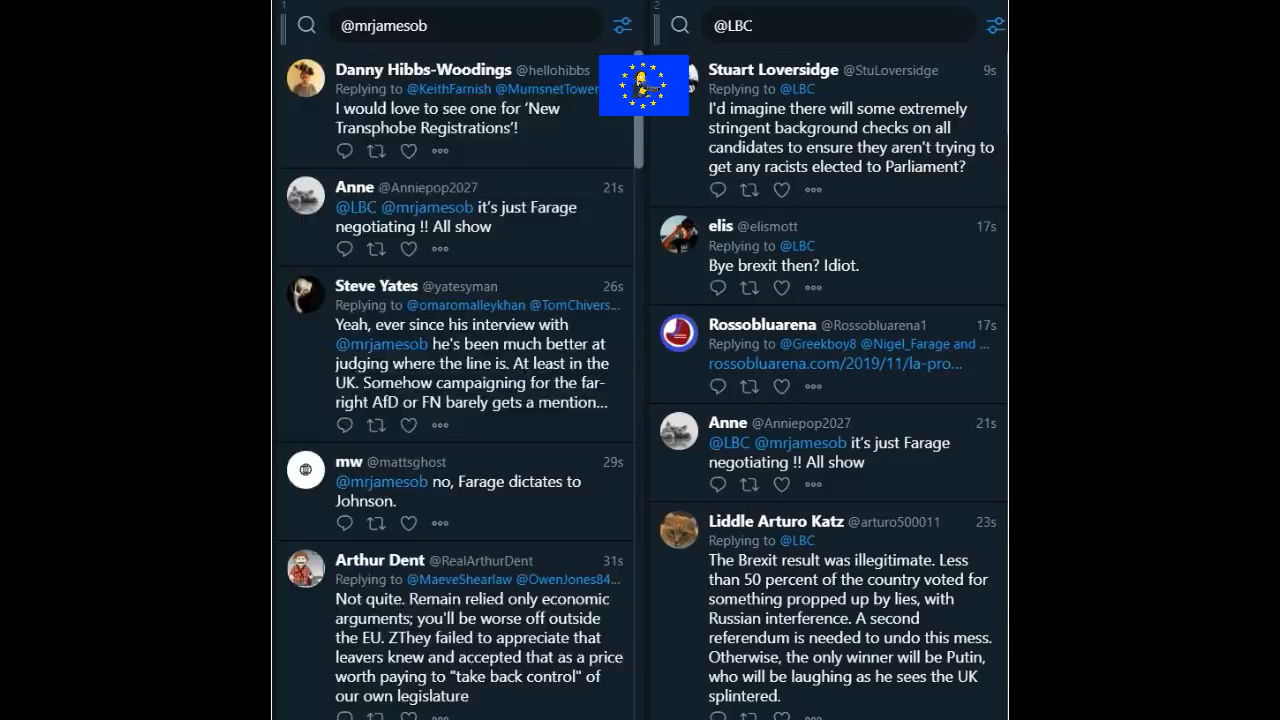 1
@mrjamesob
Danny Hibbs-Woodings @hellohibbs
Replying to @KeithFarnish @MumsnetTower
I would love to see one for ‘New
Transphobe Registrations’!
Anne @Anniepop2027 21s
@LBC @mrjamesob it’s just Farage
negotiating !! All show
Steve Yates @yatesyman 26s
Replying to @omaromalleykhan @TomChivers...
Yeah, ever since his interview with
@mrjamesob he's been much better at
judging where the line is. At least in the
UK. Somehow campaigning for the far-
right AfD or FN barely gets a mention...
mw @mattsghost 29s
@mrjamesob no, Farage dictates to
Johnson.
Arthur Dent @RealArthurDent 31s
Replying to @MaeveShearlaw @OwenJones84...
Not quite. Remain relied only economic
arguments; you'll be worse off outside
the EU. ZThey failed to appreciate that
leavers knew and accepted that as a price
worth paying to "take back control" of
our own legislature
2
@LBC
Stuart Loversidge @StuLoversidge 9s
Replying to @LBC
I'd imagine there will some extremely
stringent background checks on all
candidates to ensure they aren't trying to
get any racists elected to Parliament?
elis @elismott 17s
Replying to @LBC
Bye brexit then? Idiot.
Rossobluarena @Rossobluarena1 17s
Replying to @Greekboy8 @Nigel_Farage and ...
rossobluarena.com/2019/11/la-pro...
Anne @Anniepop2027 21s
@LBC @mrjamesob it’s just Farage
negotiating !! All show
Liddle Arturo Katz @arturo500011 23s
Replying to @LBC
The Brexit result was illegitimate. Less
than 50 percent of the country voted for
something propped up by lies, with
Russian interference. A second
referendum is needed to undo this mess.
Otherwise, the only winner will be Putin,
who will be laughing as he sees the UK
splintered.